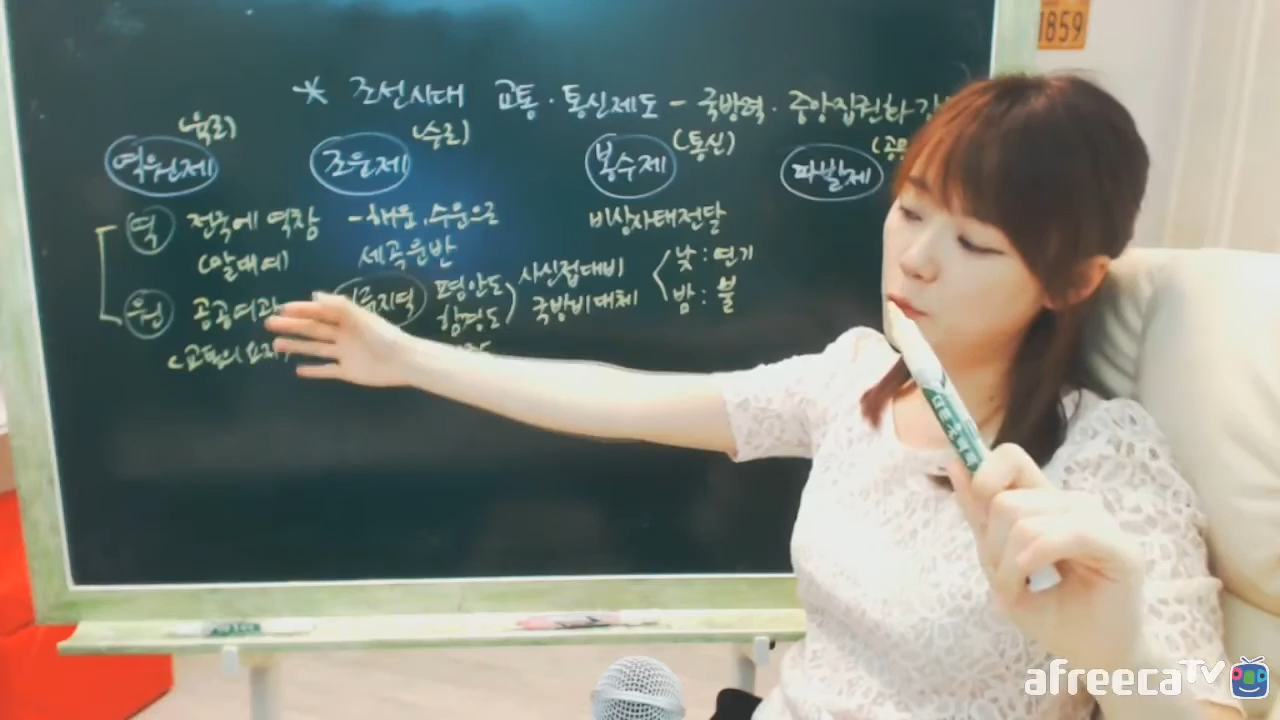 1859
* 조선시대 교통·통신제도 - 국방력·중앙집권화
(육로) (수로) (통신)
역원제 조운제 봉수제 파발제
역 전국에 역참 - 해운, 수운으로 비상사태전달
(말대여) 세곡운반 낮 : 연기
원 공공여관 평안도 사신접대비 밤 : 불
함경도 국방비 대체
(교통의 요지
afreecaTV